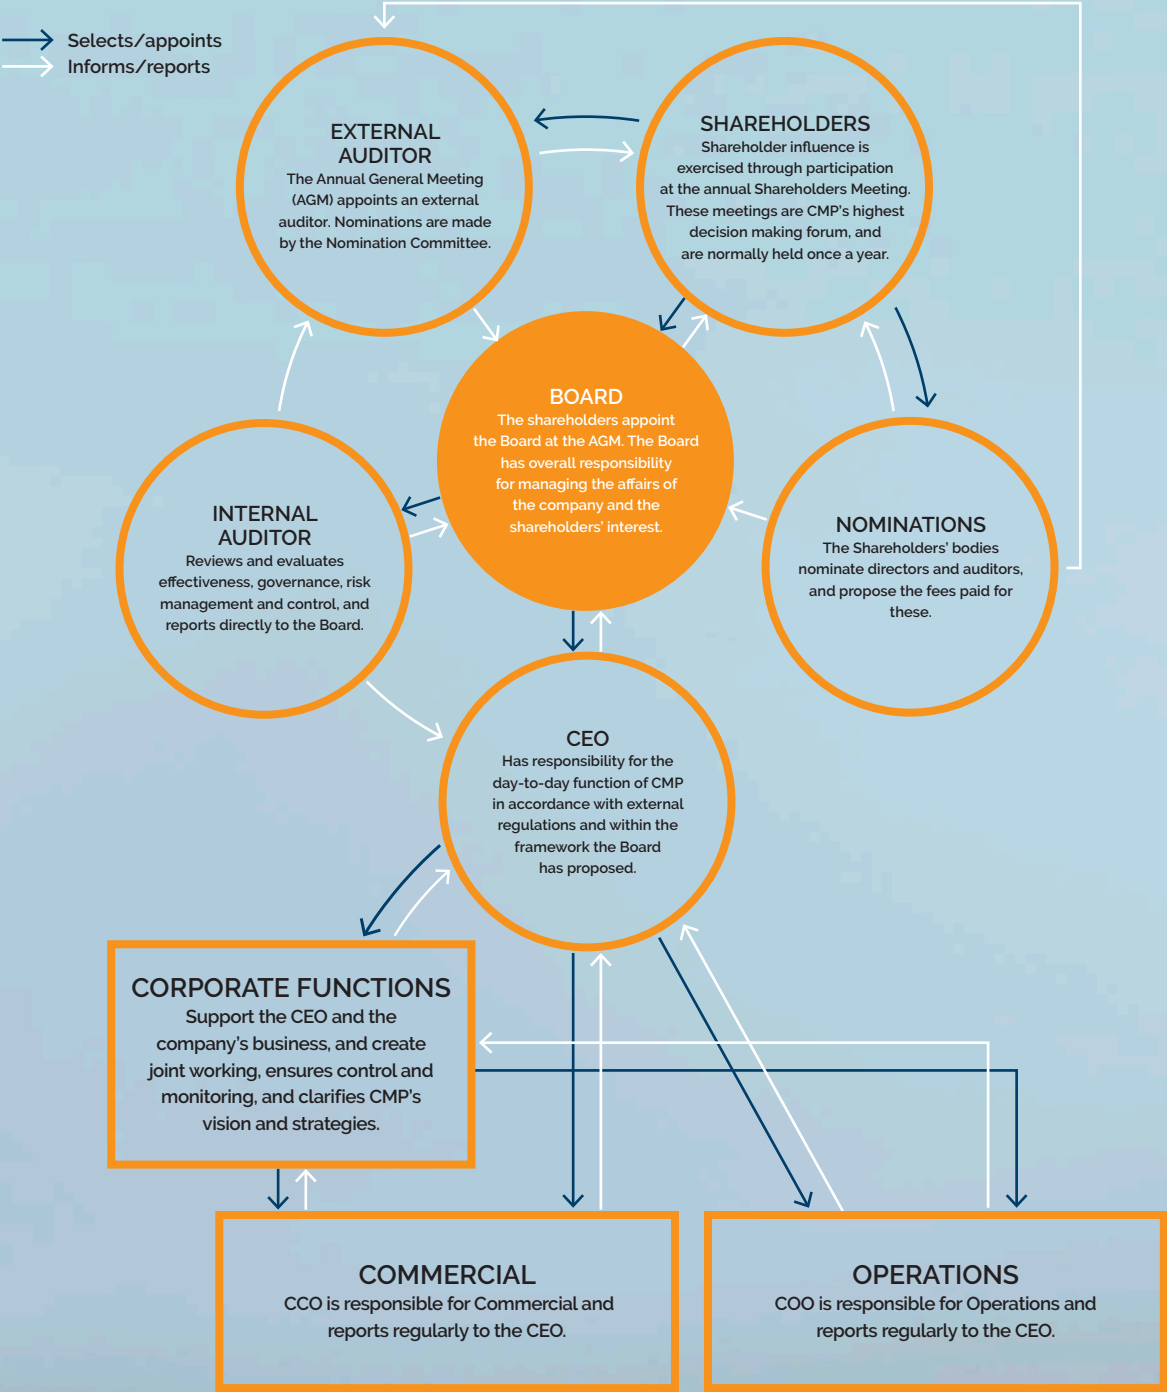 Selects/appoints
Informs/reports
EXTERNAL
AUDITOR
The Annual General Meeting
(AGM) appoints an external
auditor. Nominations are made
by the Nomination Committee.
SHAREHOLDERS
Shareholder influence is
exercised through participation
at the annual Shareholders Meeting.
These meetings are CMP's highest
decision making forum, and
are normally held once a year.
BOARD
The shareholders appoint
the Board at the AGM. The Board
has overall responsibility
for managing the affairs of
the company and the
shareholders' interest.
INTERNAL
AUDITOR
Reviews and evaluates
effectiveness, governance, risk
management and control, and
reports directly to the Board.
NOMINATIONS
The Shareholders' bodies
nominate directors and auditors,
and propose the fees paid for
these.
CEO
Has responsibility for the
day-to-day function of CMP
in accordance with external
regulations and within the
framework the Board
has proposed.
CORPORATE FUNCTIONS
Support the CEO and the
company's business, and create
joint working, ensures control and
monitoring, and clarifies CMP's
vision and strategies.
COMMERCIAL
CCO is responsible for Commercial and
reports regularly to the CEO.
OPERATIONS
COO is responsible for Operations and
reports regularly to the CEO.